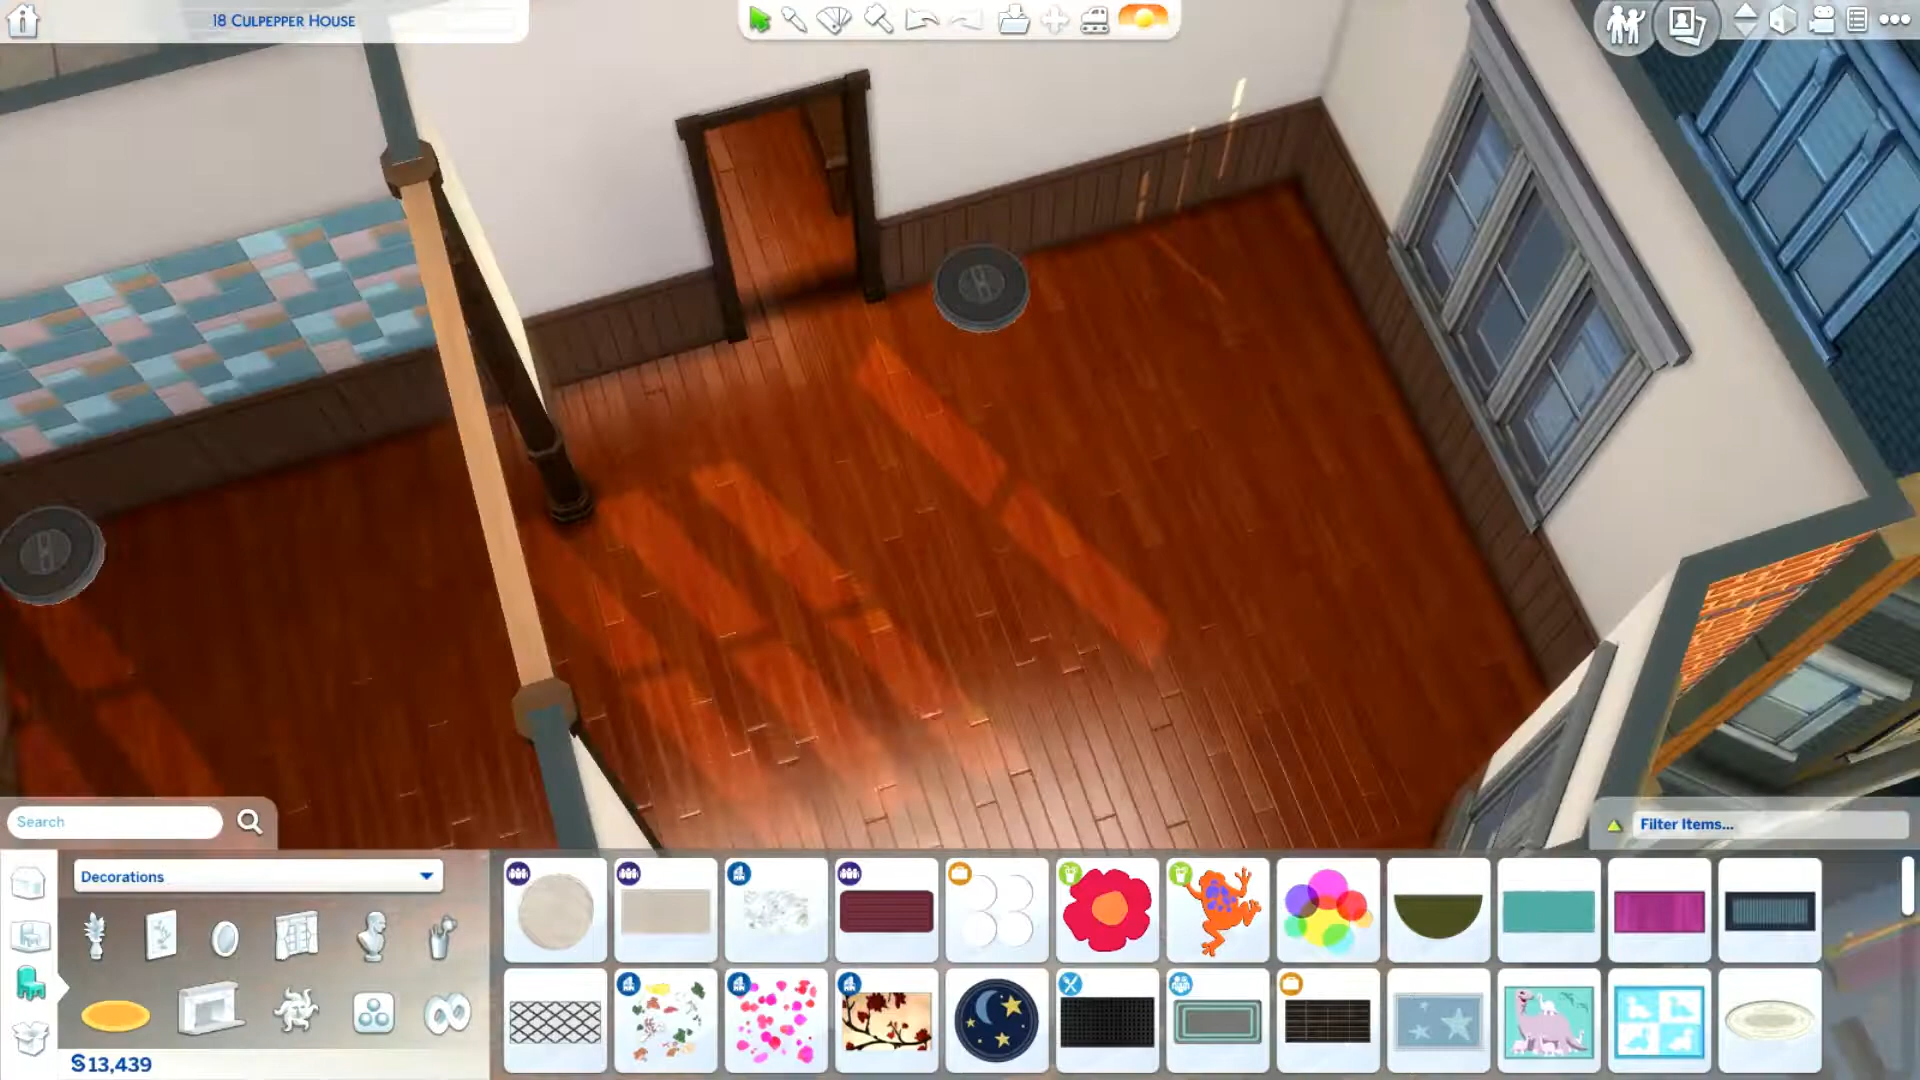 18 CULPEPPER HOUSE
Search
Filter Items...
Decorations
§13,439